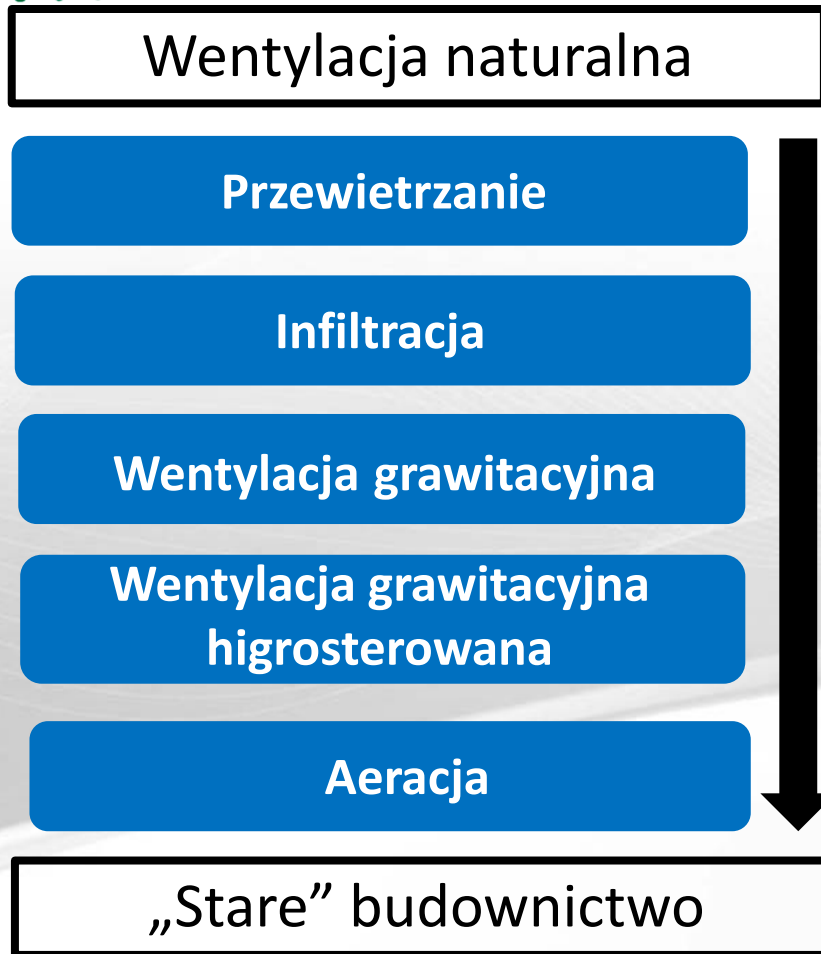 Wentylacja naturalna
Przewietrzanie
Infiltracja
Wentylacja grawitacyjna
Wentylacja grawitacyjna
higrosterowana
Aeracja
„Stare” budownictwo